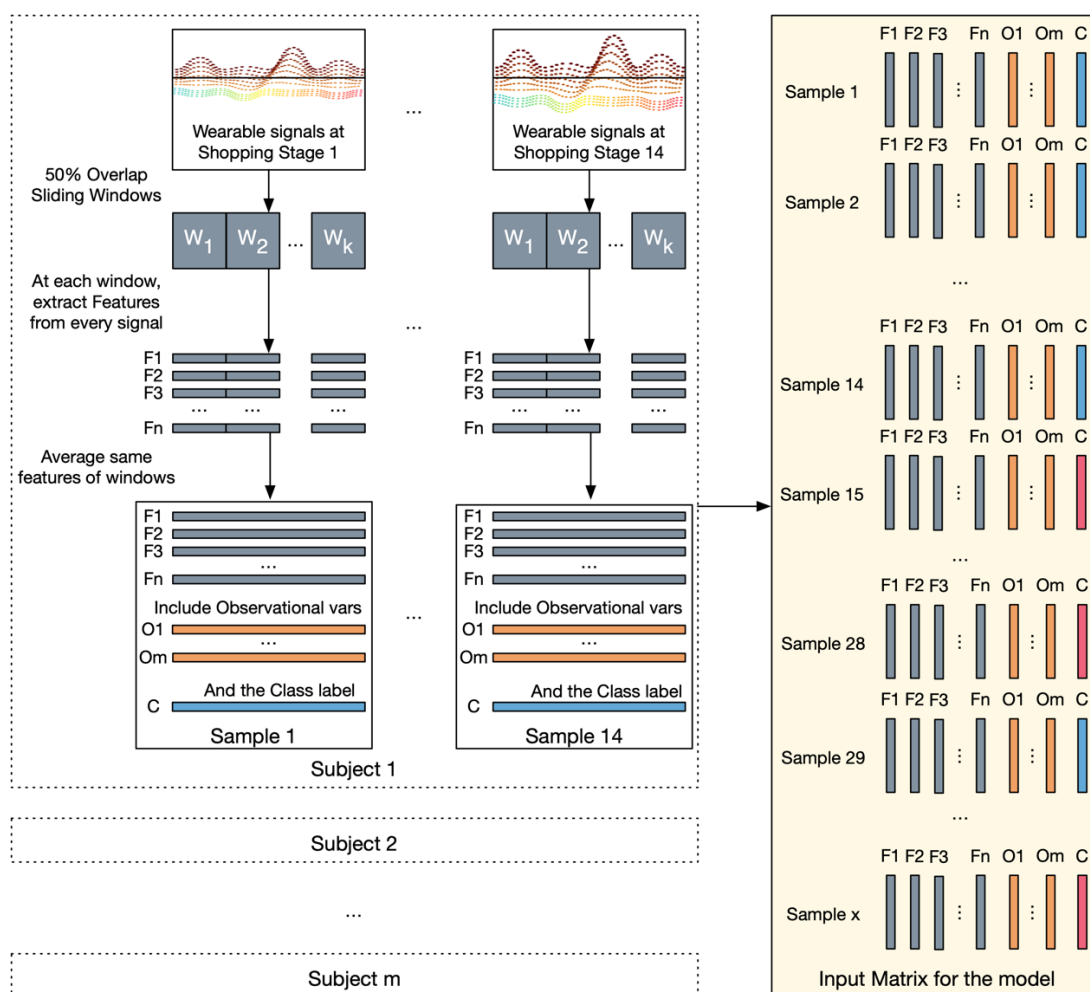 Wearable signals at
Shopping Stage 1
...
Wearable signals at
Shopping Stage 14
50% Overlap
Sliding Windows
W1 W2 ... Wk
W1 W2 ... Wk
At each window,
extract Features
from every signal
...
F1
F2
F3
... ... ...
Fn
F1
F2
F3
... ... ...
Fn
Average same
features of windows
F1
F2
F3
...
Fn
Include Observational vars
O1
...
Om
And the Class label
C
Sample 1
...
F1
F2
F3
...
Fn
Include Observational vars
O1
...
Om
And the Class label
C
Sample 14
Subject 1
Subject 2
...
Subject m
F1 F2 F3 Fn O1 Om C
Sample 1 ... ...
F1 F2 F3 Fn O1 Om C
Sample 2 ... ...
...
F1 F2 F3 Fn O1 Om C
Sample 14 ... ...
F1 F2 F3 Fn O1 Om C
Sample 15 ... ...
...
F1 F2 F3 Fn O1 Om C
Sample 28 ... ...
F1 F2 F3 Fn O1 Om C
Sample 29 ... ...
...
F1 F2 F3 Fn O1 Om C
Sample x ... ...
Input Matrix for the model